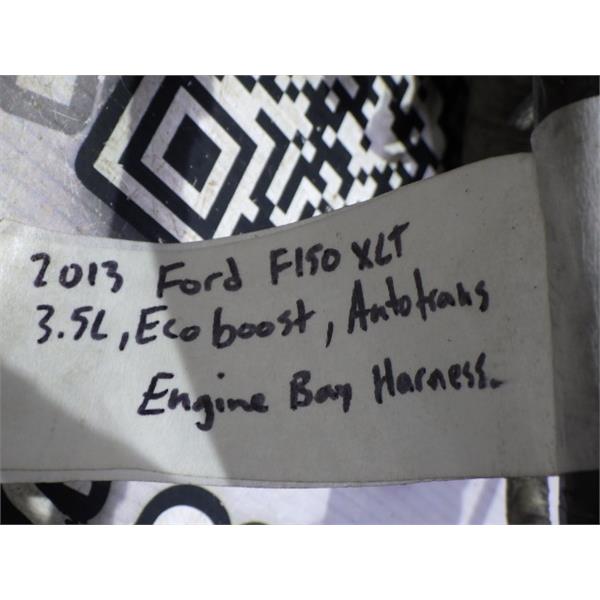 2013 Ford F150 XLT
3.5L, Ecoboost, Autotrans
Engine Bay Harness.